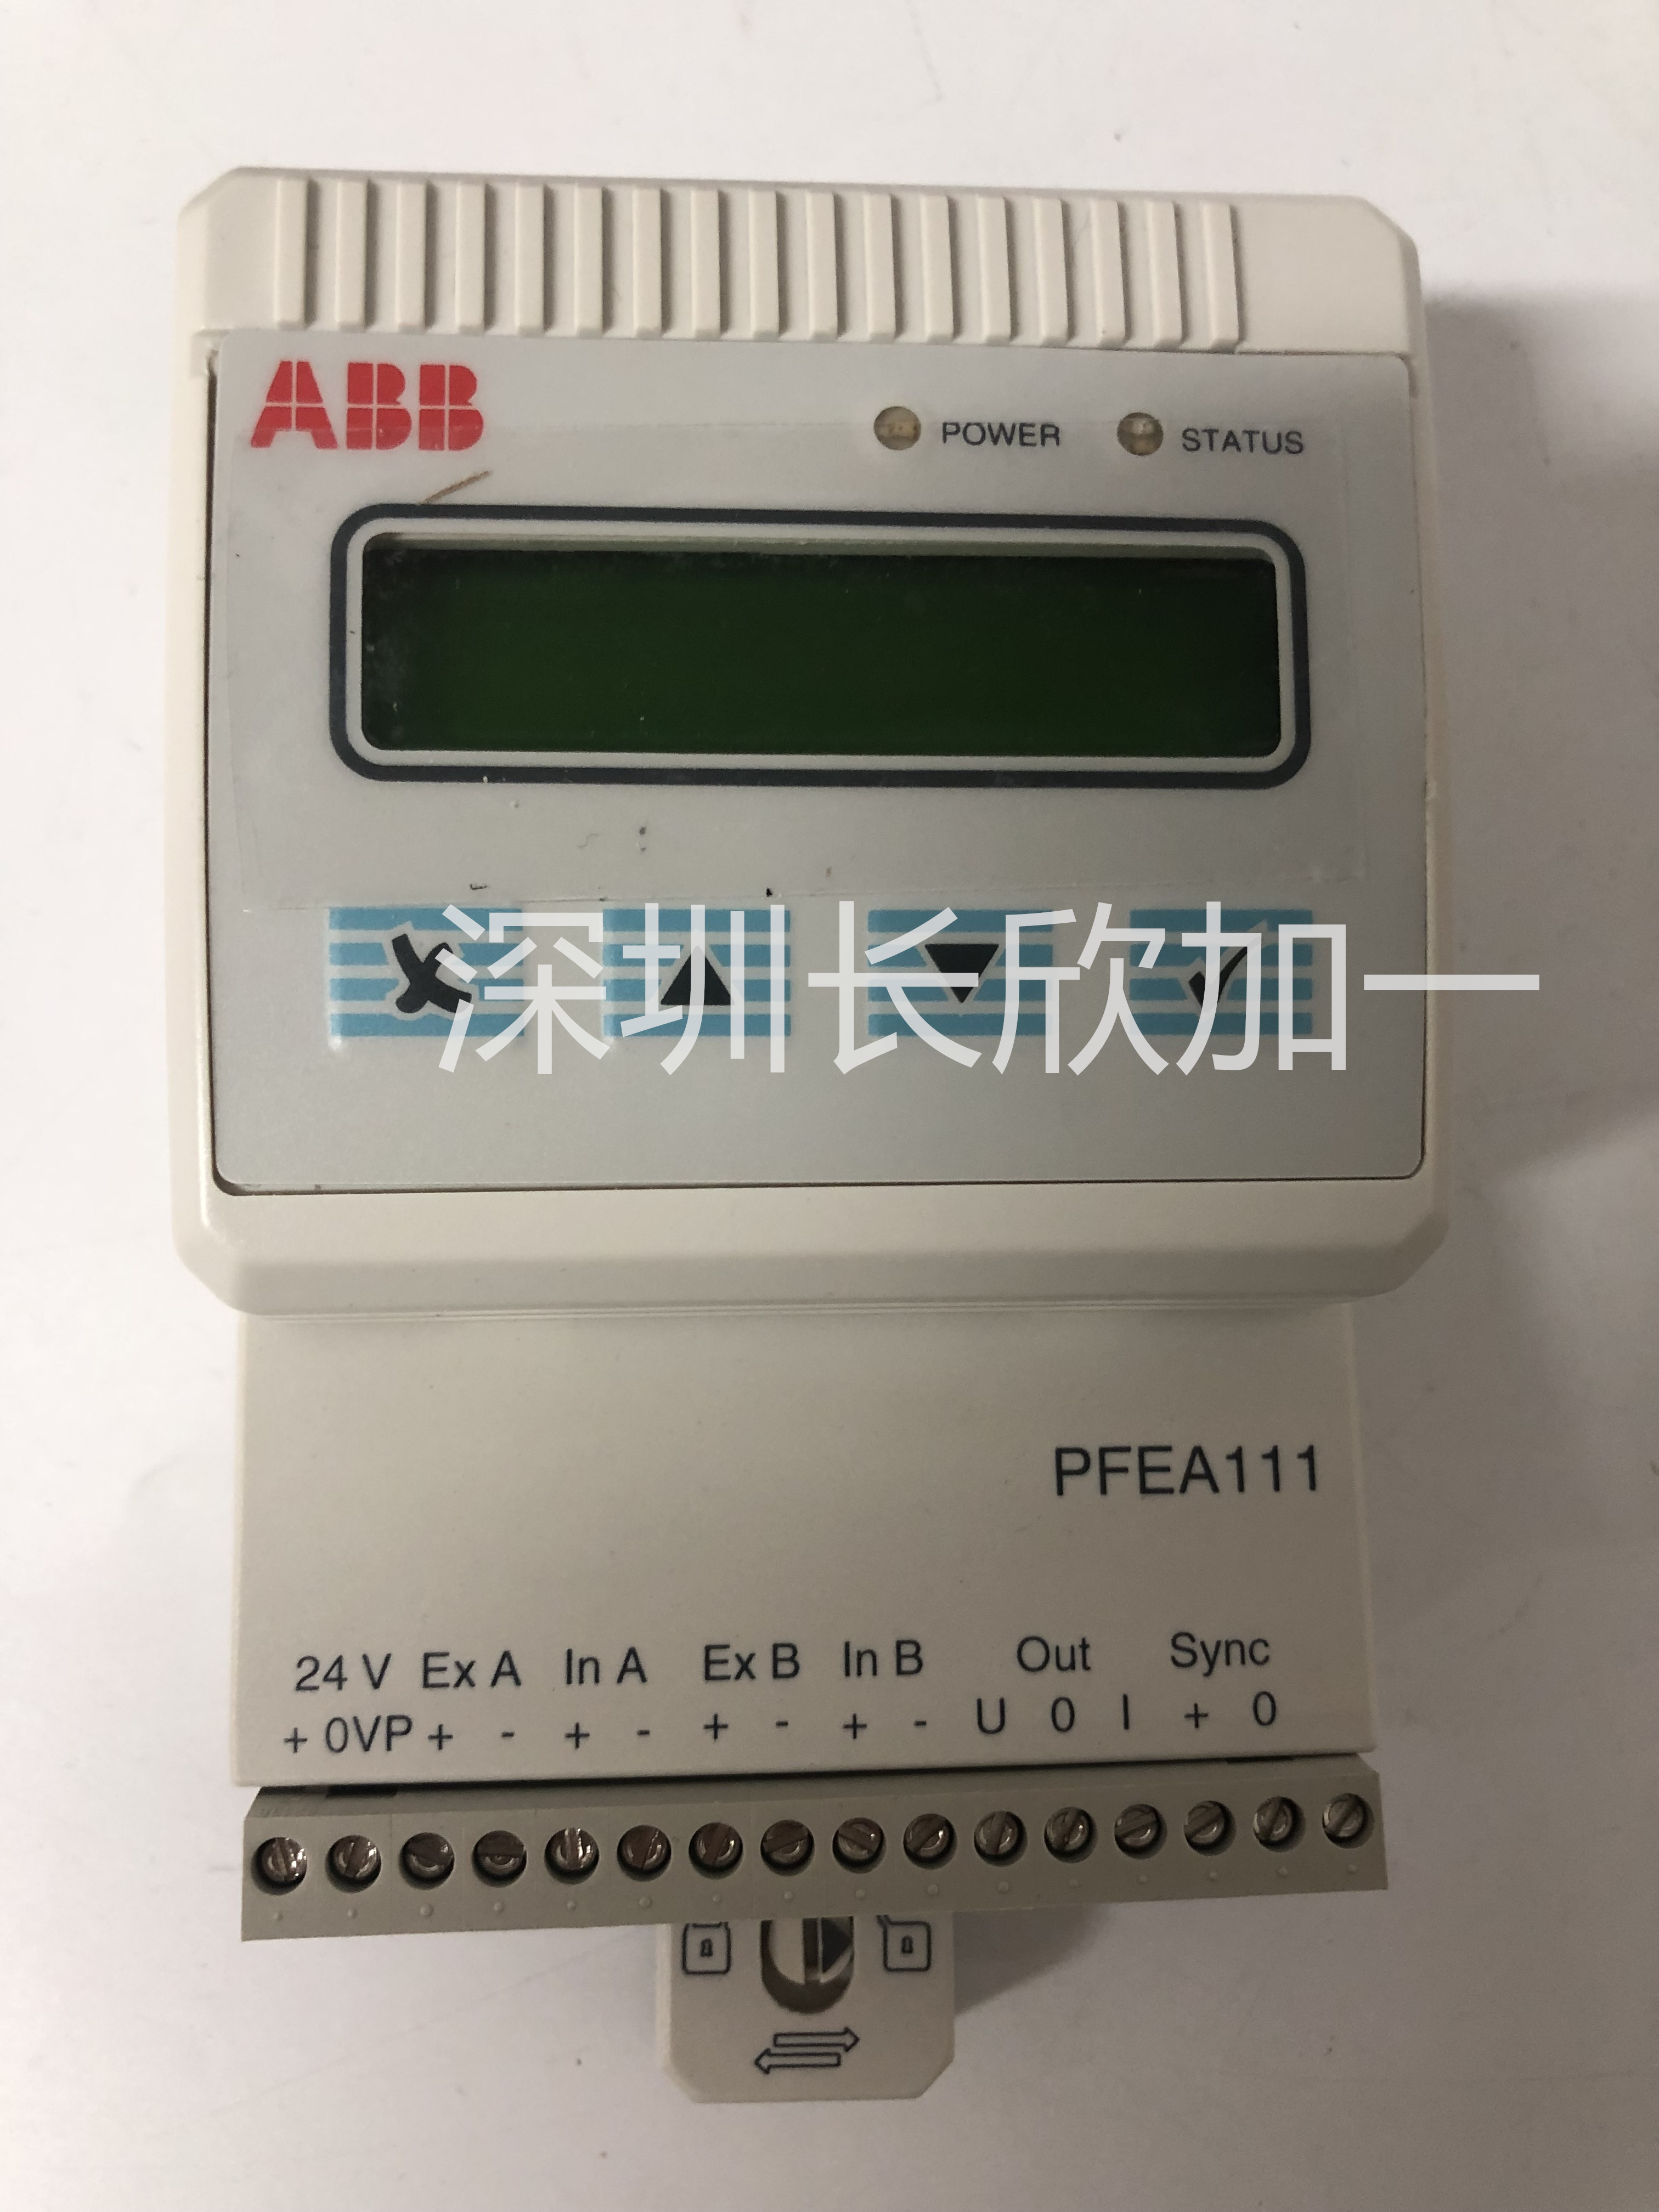 ABB
POWER STATUS
深圳长欣加一
PFEA111
24 V Ex A In A Ex B In B Out Sync
+ 0VP + - + - + - + - U 0 I + 0